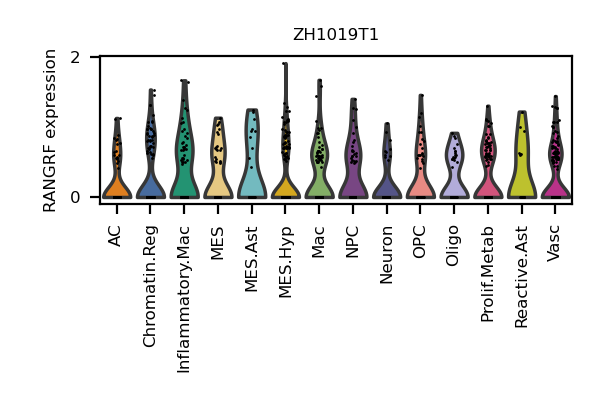 ZH1019T1
RANGRF expression
2
0
AC
Chromatin.Reg
Inflammatory.Mac
MES
MES.Ast
MES.Hyp
Mac
NPC
Neuron
OPC
Oligo
Prolif.Metab
Reactive.Ast
Vasc